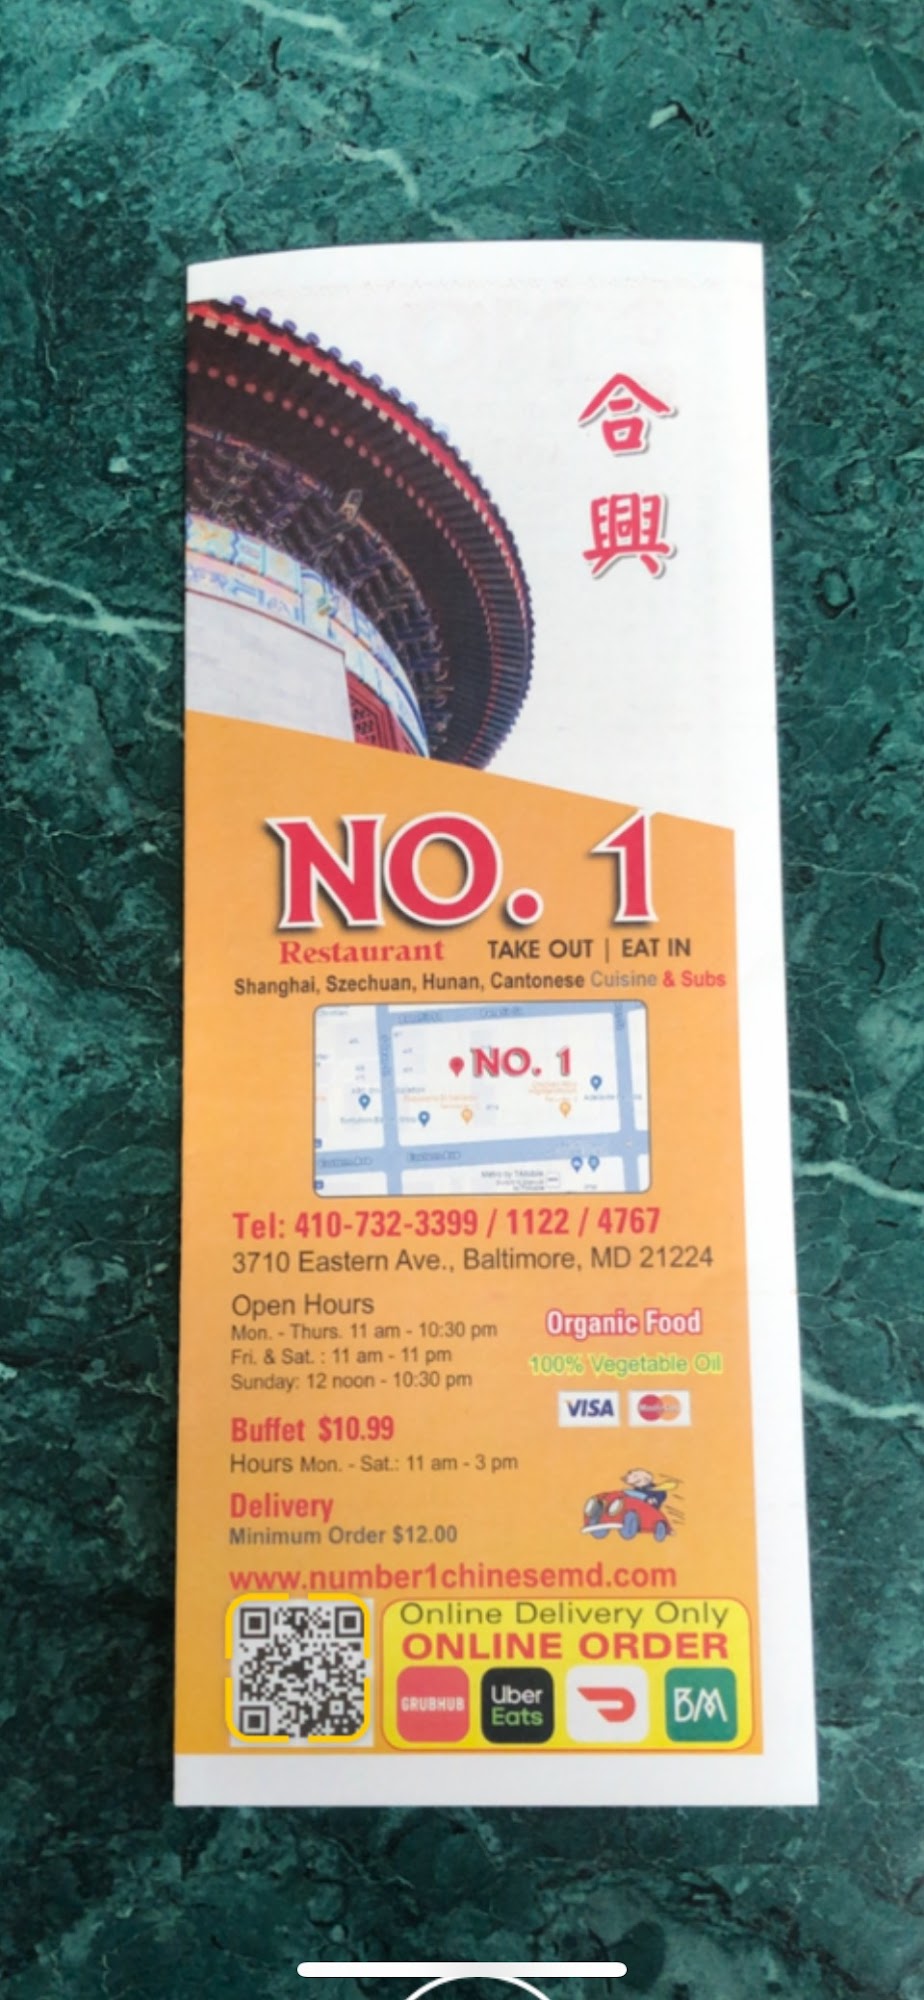 合
興
NO. 1
Restaurant TAKE OUT | EAT IN
Shanghai, Szechuan, Hunan, Cantonese Cuisine & Subs
NO. 1
Eastern Ave
Tel: 410-732-3399 / 1122 / 4767
3710 Eastern Ave., Baltimore, MD 21224
Open Hours
Mon. - Thurs. 11 am - 10:30 pm
Fri. & Sat. : 11 am - 11 pm
Sunday: 12 noon - 10:30 pm
Organic Food
100% Vegetable Oil
VISA MasterCard
Buffet $10.99
Hours Mon. - Sat.: 11 am - 3 pm
Delivery
Minimum Order $12.00
www.number1chinesemd.com
Online Delivery Only
ONLINE ORDER
GRUBHUB
Uber
Eats
BM